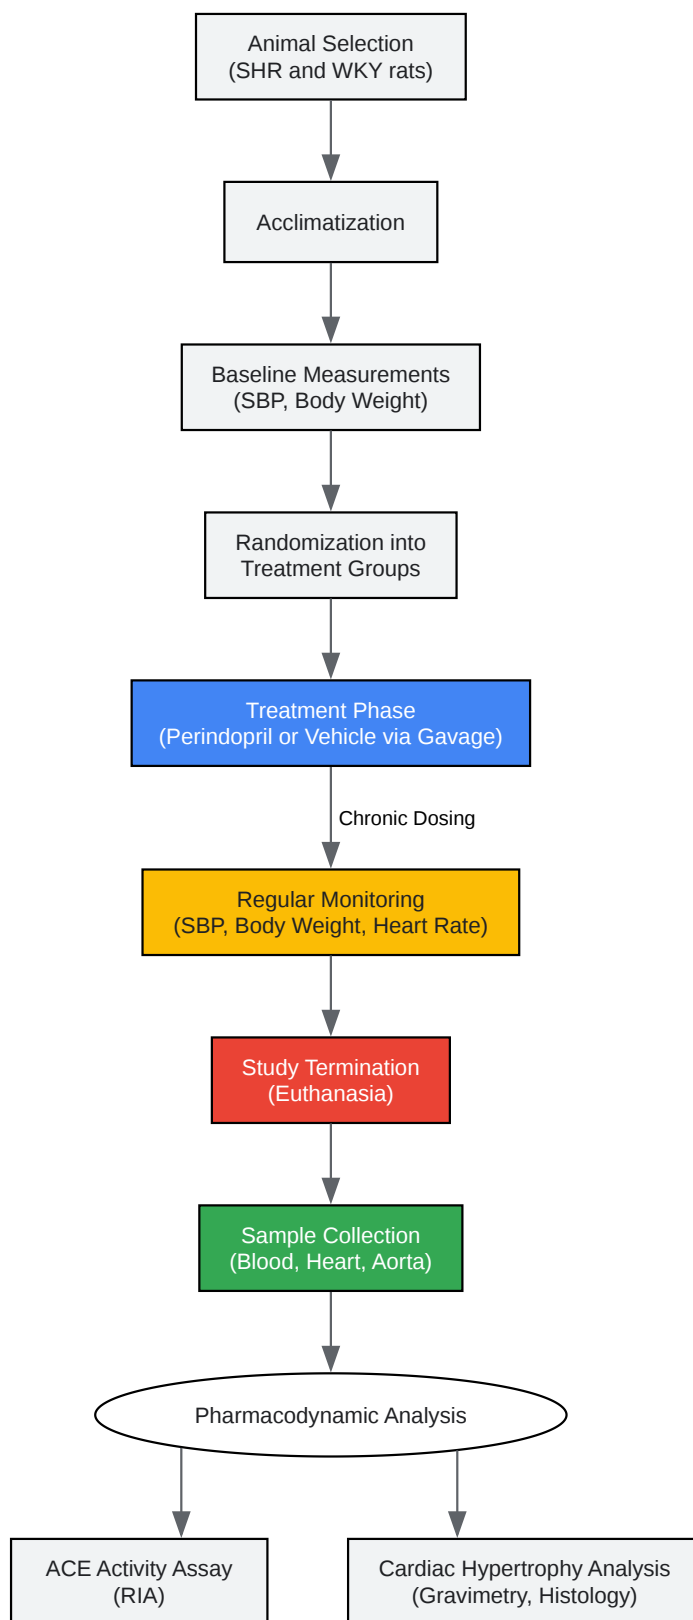 Animal Selection
(SHR and WKY rats)
Acclimatization
Baseline Measurements
(SBP, Body Weight)
Randomization into
Treatment Groups
Treatment Phase
(Perindopril or Vehicle via Gavage)
Chronic Dosing
Regular Monitoring
(SBP, Body Weight, Heart Rate)
Study Termination
(Euthanasia)
Sample Collection
(Blood, Heart, Aorta)
Pharmacodynamic Analysis
ACE Activity Assay
(RIA)
Cardiac Hypertrophy Analysis
(Gravimetry, Histology)